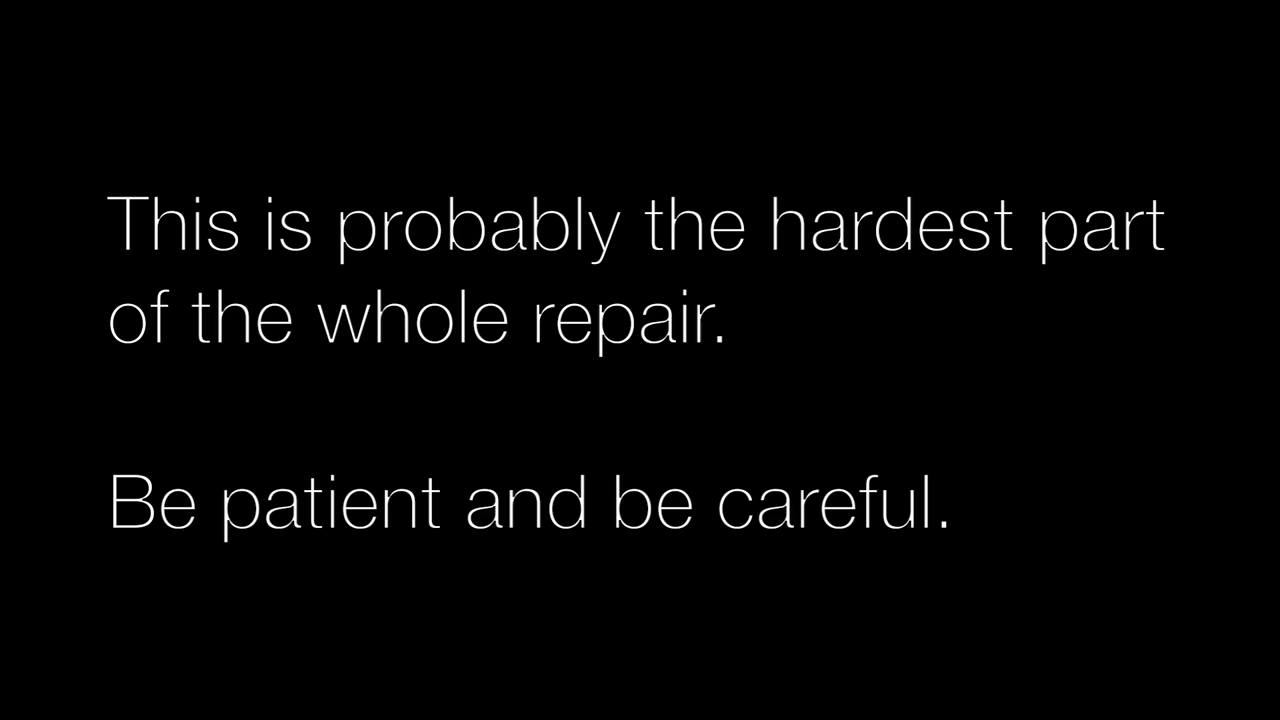 This is probably the hardest part
of the whole repair.
Be patient and be careful.